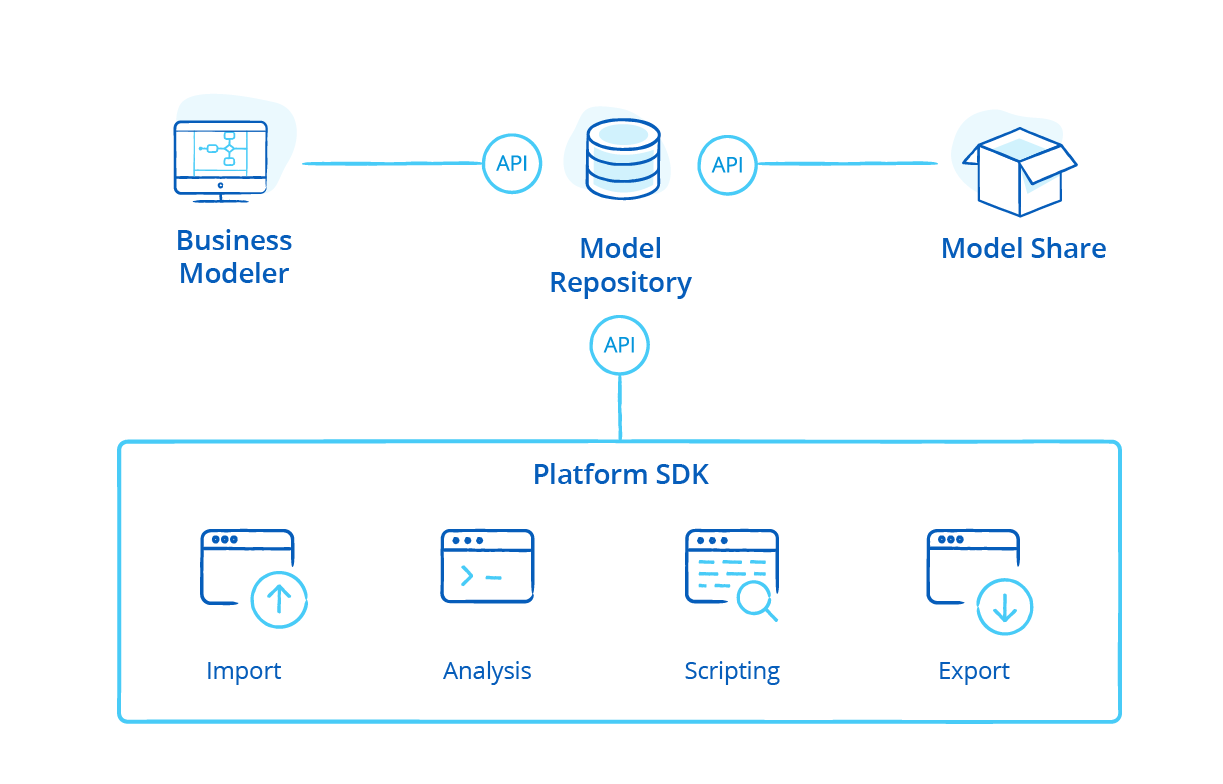 API
API
Business
Modeler
Model
Repository
Model Share
API
Platform SDK
Import
Analysis
Scripting
Export